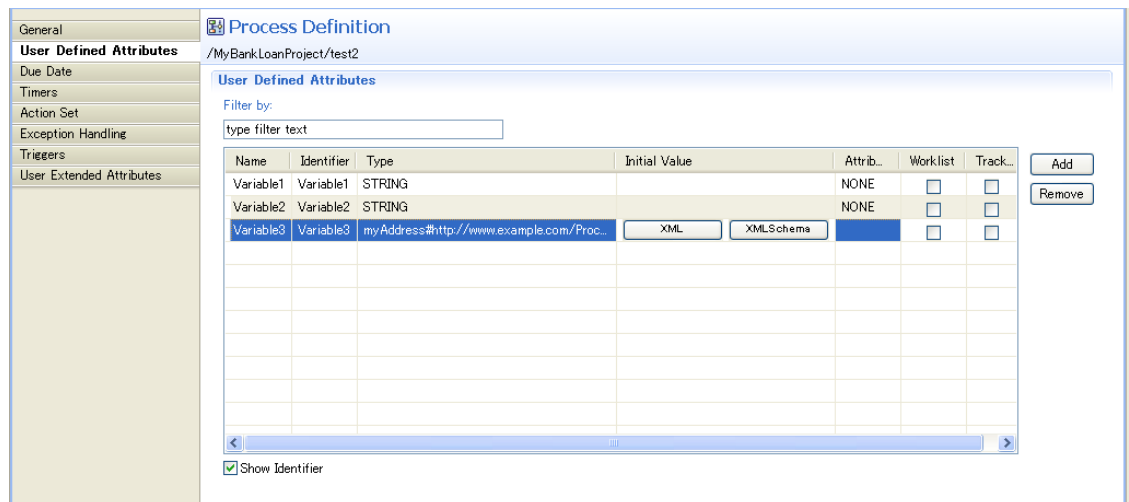 General
User Defined Attributes
Due Date
Timers
Action Set
Exception Handling
Triggers
User Extended Attributes
Process Definition
/MyBankLoanProject/test2
User Defined Attributes
Filter by:
type filter text
Name Identifier Type Initial Value Attrib... Worklist Track...
Variable1 Variable1 STRING NONE
Variable2 Variable2 STRING NONE
Variable3 Variable3 myAddress#http://www.example.com/Proc... XML XMLSchema
Add
Remove
Show Identifier